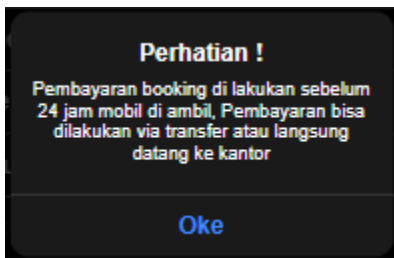 Perhatian !
Pembayaran booking di lakukan sebelum
24 jam mobil di ambil, Pembayaran bisa
dilakukan via transfer atau langsung
datang ke kantor
Oke